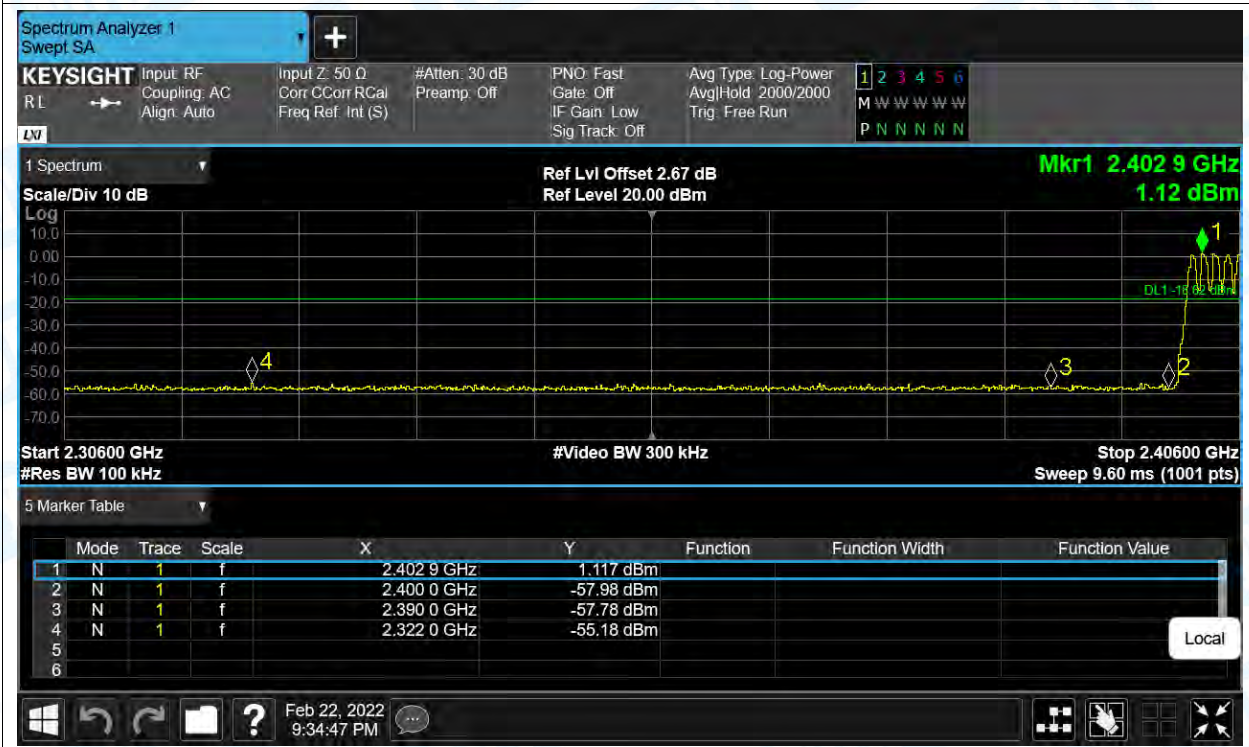 Spectrum Analyzer 1
Swept SA
KEYSIGHT Input: RF Input Z: 50 Ω #Atten: 30 dB PNO: Fast Avg Type: Log-Power 1 2 3 4 5 6
RL Coupling: AC Corr CCorr RCal Preamp: Off Gate: Off Avg|Hold: 2000/2000 M W W W W W W
Align: Auto Freq Ref: Int (S) IF Gain: Low Trig: Free Run
LXI Sig Track: Off P N N N N N N
1 Spectrum Ref Lvl Offset 2.67 dB Mkr1 2.402 9 GHz
Scale/Div 10 dB Ref Level 20.00 dBm 1.12 dBm
Log
10.0 1
0.00
-10.0
DL1
-20.0
-30.0
-40.0
-50.0 4 3 2
-60.0
-70.0
Start 2.30600 GHz #Video BW 300 kHz Stop 2.40600 GHz
#Res BW 100 kHz Sweep 9.60 ms (1001 pts)
5 Marker Table
Mode Trace Scale X Y Function Function Width Function Value
1 N 1 f 2.402 9 GHz 1.117 dBm
2 N 1 f 2.400 0 GHz -57.98 dBm
3 N 1 f 2.390 0 GHz -57.78 dBm
4 N 1 f 2.322 0 GHz -55.18 dBm
5
6
Local
? Feb 22, 2022
9:34:47 PM